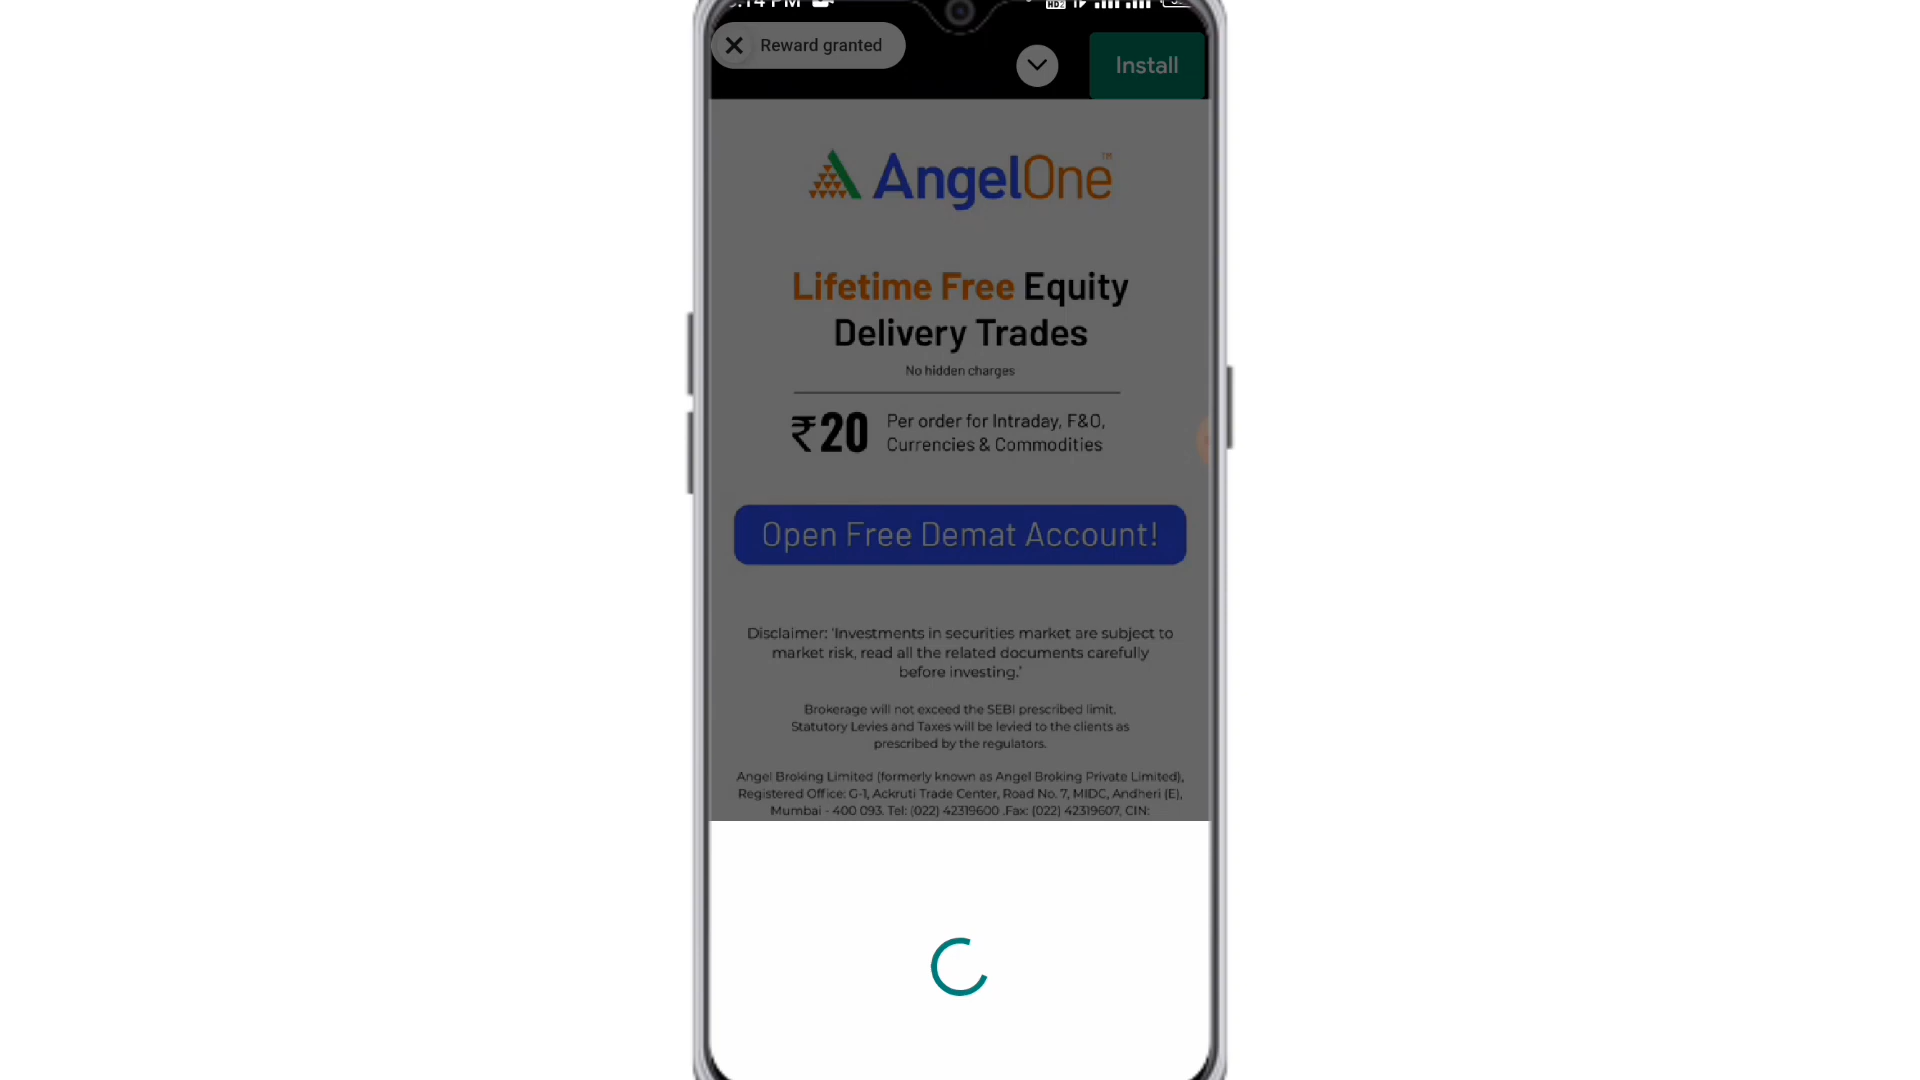 :14 PM
Reward granted
Install
AngelOne™
Lifetime Free Equity
Delivery Trades
No hidden charges
₹20
Per order for Intraday, F&O,
Currencies & Commodities
Open Free Demat Account!
Disclaimer: 'Investments in securities market are subject to
market risk, read all the related documents carefully
before investing.'
Brokerage will not exceed the SEBI prescribed limit.
Statutory Levies and Taxes will be levied to the clients as
prescribed by the regulators.
Angel Broking Limited (formerly known as Angel Broking Private Limited),
Registered Office: G-1, Ackruti Trade Center, Road No. 7, MIDC, Andheri (E),
Mumbai - 400 093. Tel: (022) 42319600 .Fax: (022) 42319607, CIN: